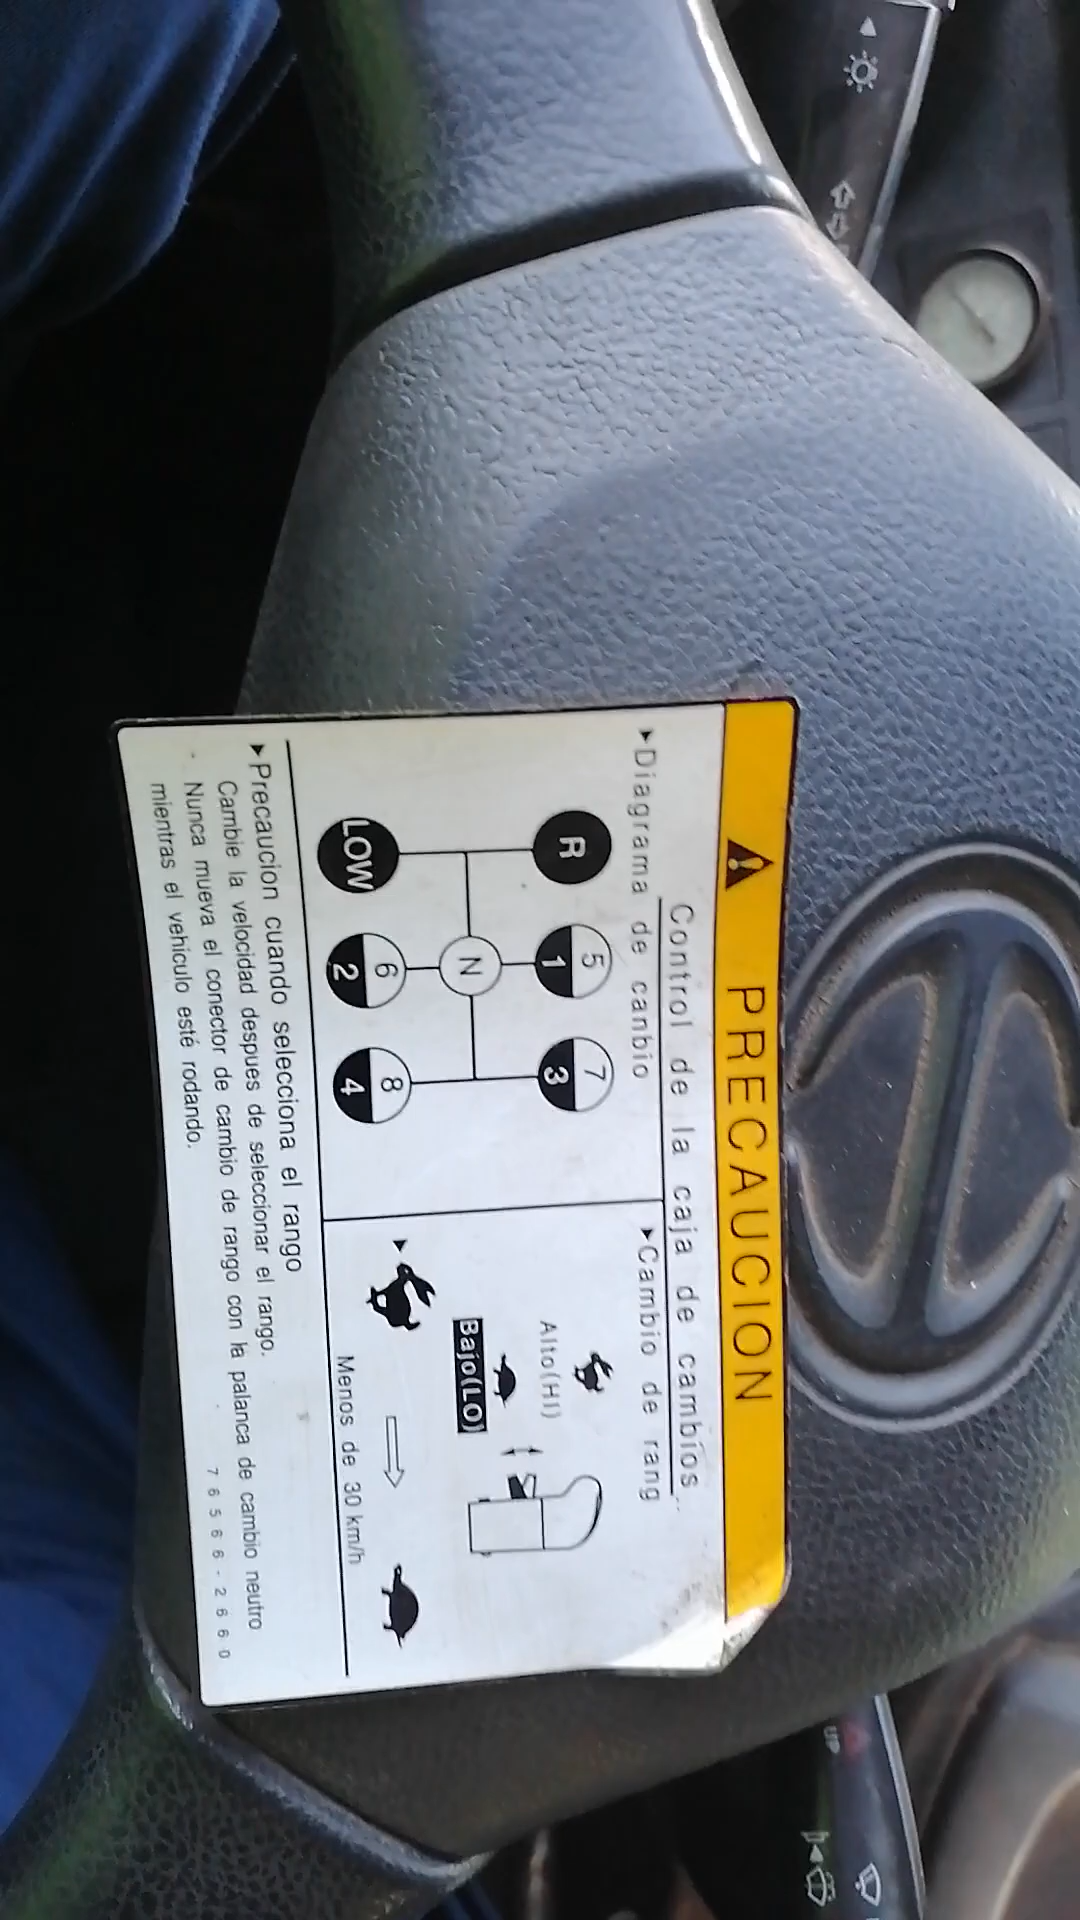 PRECAUCION
Control de la caja de cambios
▸Diagrama de canbio
R
5
1
7
3
N
LOW
6
2
8
4
▸Cambio de rang
Alto(HI)
Bajo(LO)
Menos de 30 km/h
▸Precaucion cuando selecciona el rango
Cambie la velocidad despues de seleccionar el rango.
Nunca mueva el conector de cambio de rango con la palanca de cambio neutro
mientras el vehiculo esté rodando.
76566-2660
UP